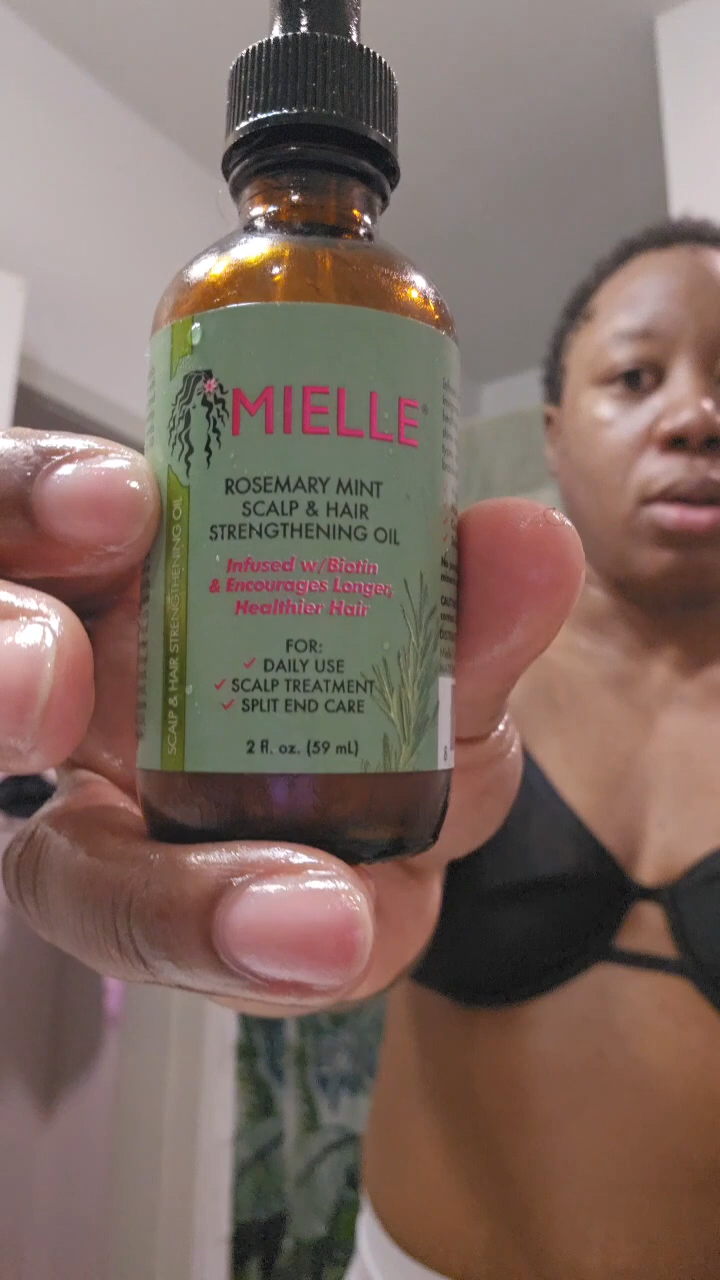 MIELLE®
ROSEMARY MINT
SCALP & HAIR
STRENGTHENING OIL
Infused w/Biotin
& Encourages Longer,
Healthier Hair
FOR:
✓ DAILY USE
✓ SCALP TREATMENT
✓ SPLIT END CARE
2 fl. oz. (59 mL)
SCALP & HAIR STRENGTHENING OIL
8